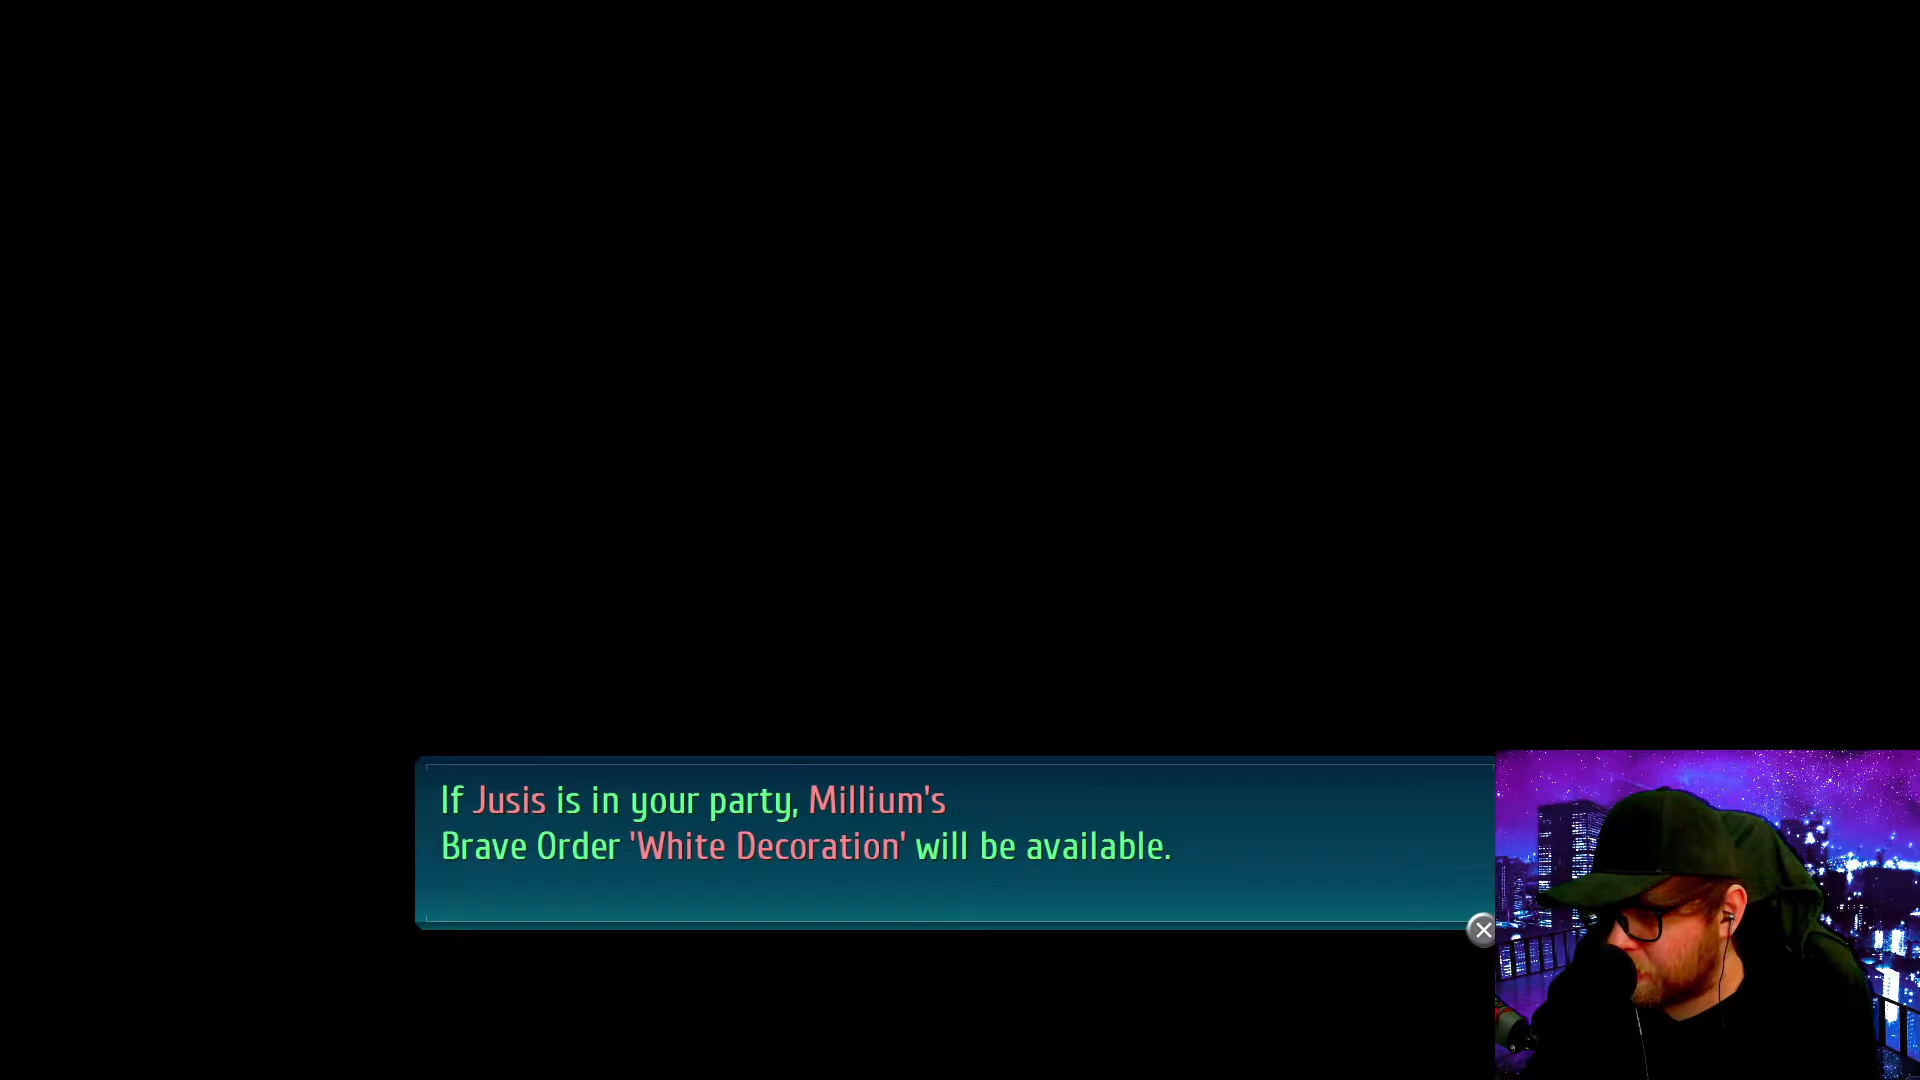 If Jusis is in your party, Millium's
Brave Order 'White Decoration' will be available.